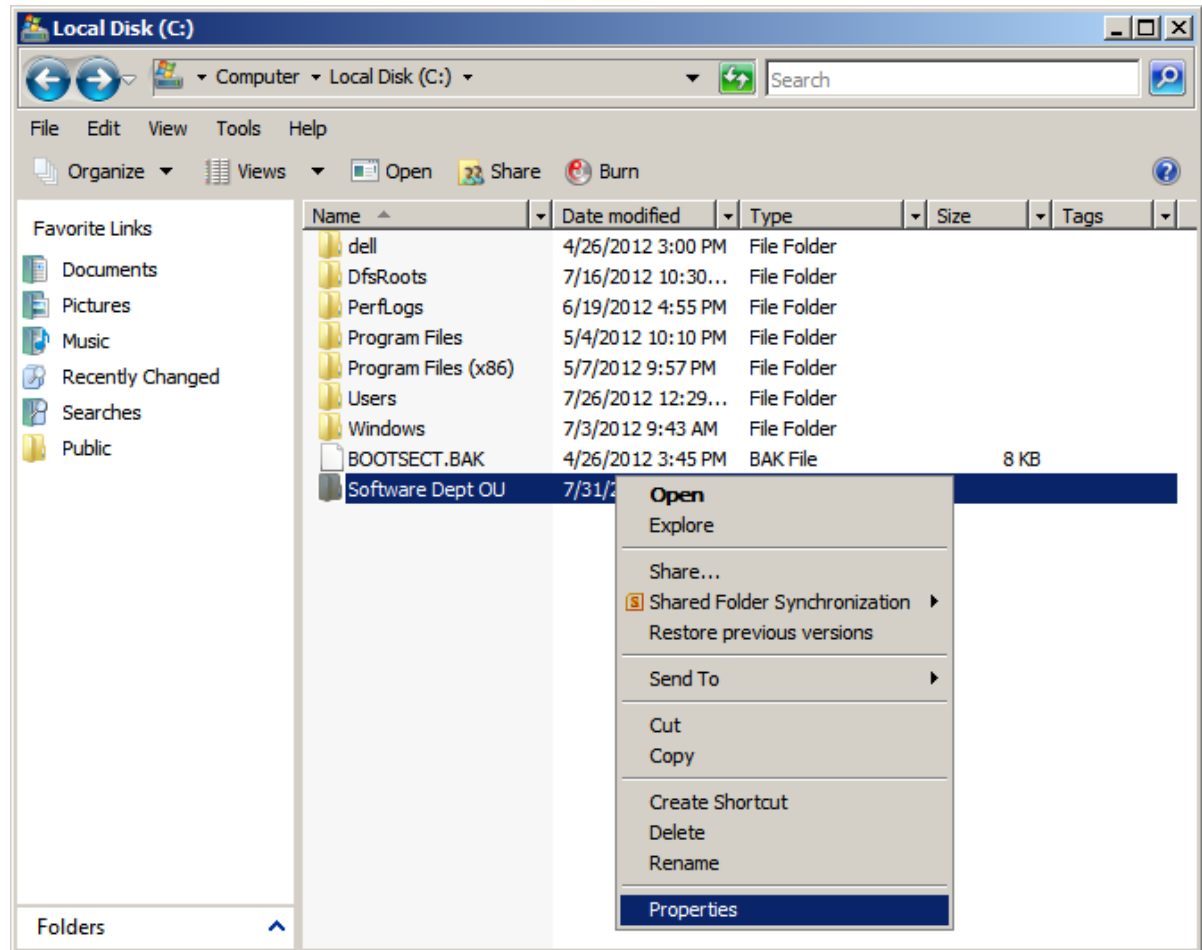 Local Disk (C:)
Computer Local Disk (C:) Search
File Edit View Tools Help
Organize Views Open Share Burn
Favorite Links
Documents
Pictures
Music
Recently Changed
Searches
Public
Folders
Name Date modified Type Size Tags
dell 4/26/2012 3:00 PM File Folder
DfsRoots 7/16/2012 10:30... File Folder
PerfLogs 6/19/2012 4:55 PM File Folder
Program Files 5/4/2012 10:10 PM File Folder
Program Files (x86) 5/7/2012 9:57 PM File Folder
Users 7/26/2012 12:29... File Folder
Windows 7/3/2012 9:43 AM File Folder
BOOTSECT.BAK 4/26/2012 3:45 PM BAK File 8 KB
Software Dept OU 7/31/2
Open
Explore
Share...
Shared Folder Synchronization
Restore previous versions
Send To
Cut
Copy
Create Shortcut
Delete
Rename
Properties